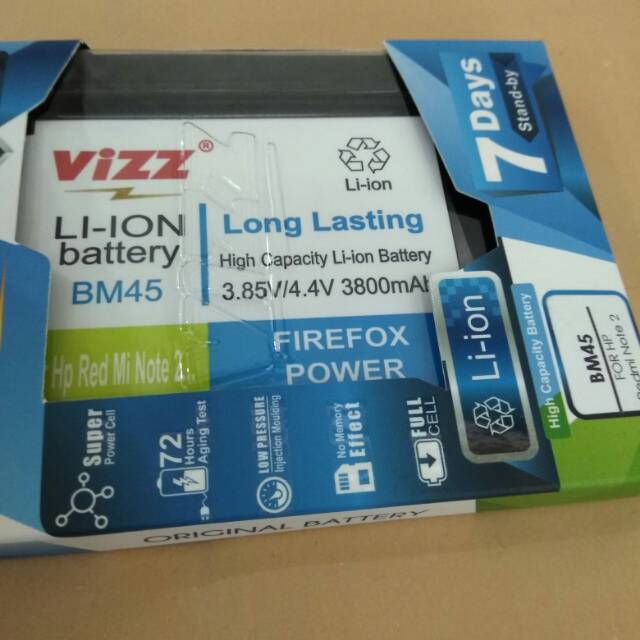 VIZZ®
LI-ION
battery
BM45
Hp Red Mi Note 2
Li-ion
Long Lasting
High Capacity Li-ion Battery
3.85V/4.4V 3800mAh
FIREFOX
POWER
7 Days
Stand-by
Li-ion
High Capacity Battery
BM45
FOR HP
Redmi Note 2
Super
Power Cell
72
Hours
Aging Test
LOW PRESSURE
Injection Moulding
No Memory
Effect
FULL
CELL
ORIGINAL BATTERY